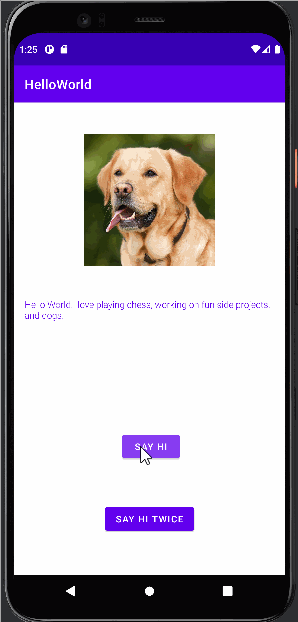 1:25
HelloWorld
Hello World. I love playing chess, working on fun side projects,
and dogs.
SAY HI
SAY HI TWICE